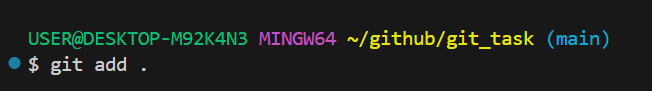 USER@DESKTOP-M92K4N3 MINGW64 ~/github/git_task (main)
$ git add .